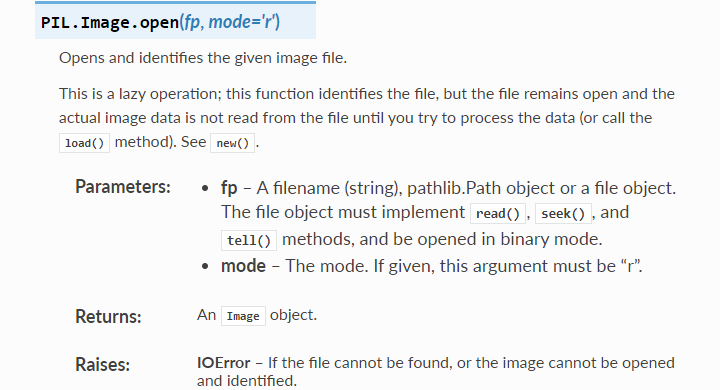 PIL.Image.open(fp, mode='r')
Opens and identifies the given image file.
This is a lazy operation; this function identifies the file, but the file remains open and the
actual image data is not read from the file until you try to process the data (or call the
load() method). See new() .
Parameters:
• fp – A filename (string), pathlib.Path object or a file object.
The file object must implement read() , seek() , and
tell() methods, and be opened in binary mode.
• mode – The mode. If given, this argument must be “r”.
Returns: An Image object.
Raises: IOError – If the file cannot be found, or the image cannot be opened
and identified.